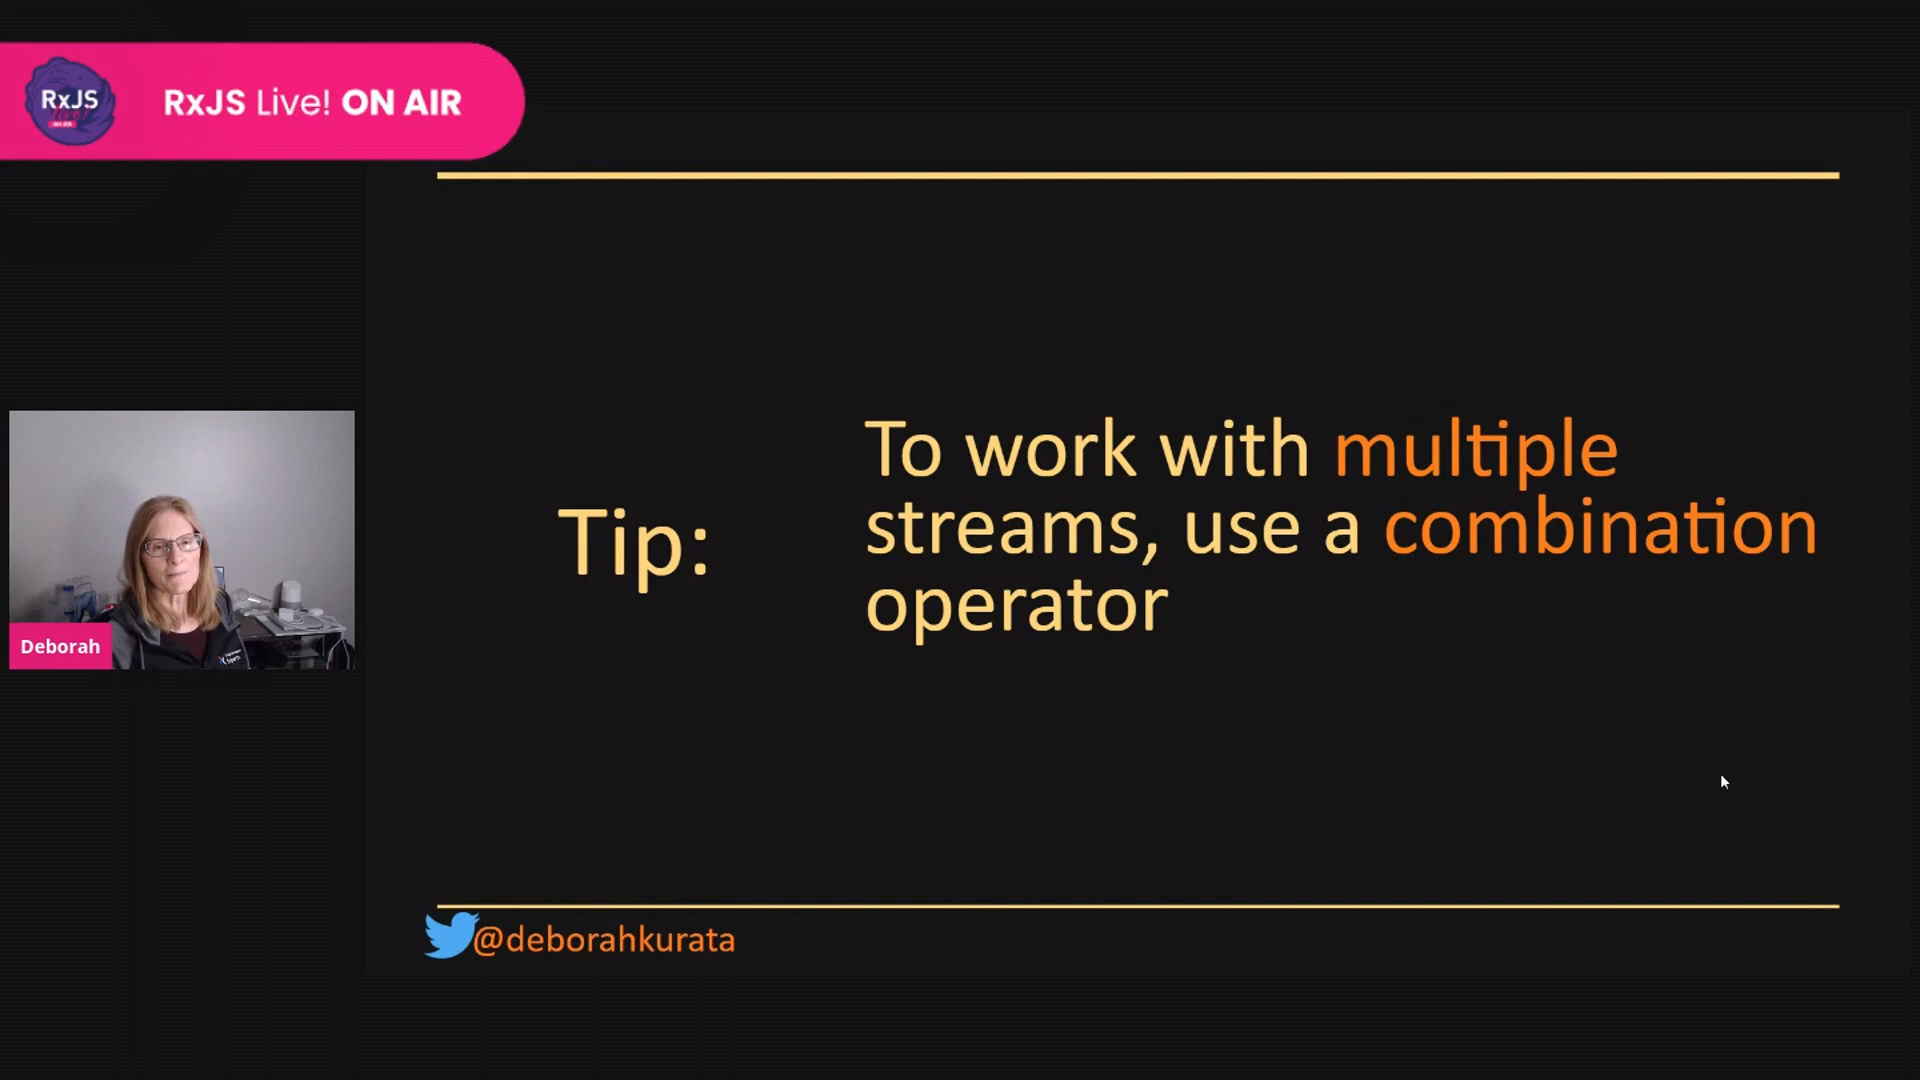 RxJS
RxJS Live! ON AIR
To work with multiple
streams, use a combination
operator
Tip:
Deborah
@deborahkurata